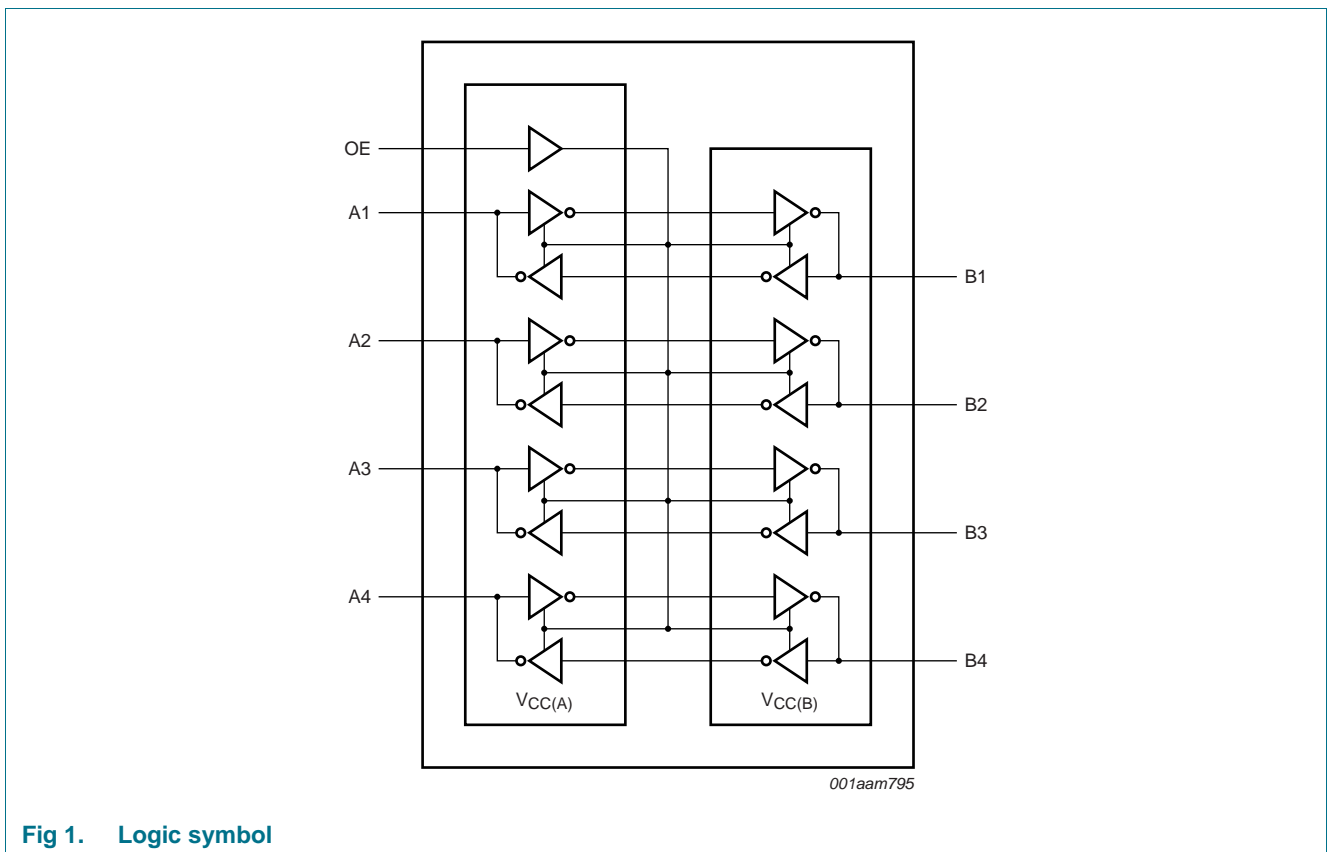 OE
A1
B1
A2
B2
A3
B3
A4
B4
VCC(A)
VCC(B)
001aam795
Fig 1. Logic symbol